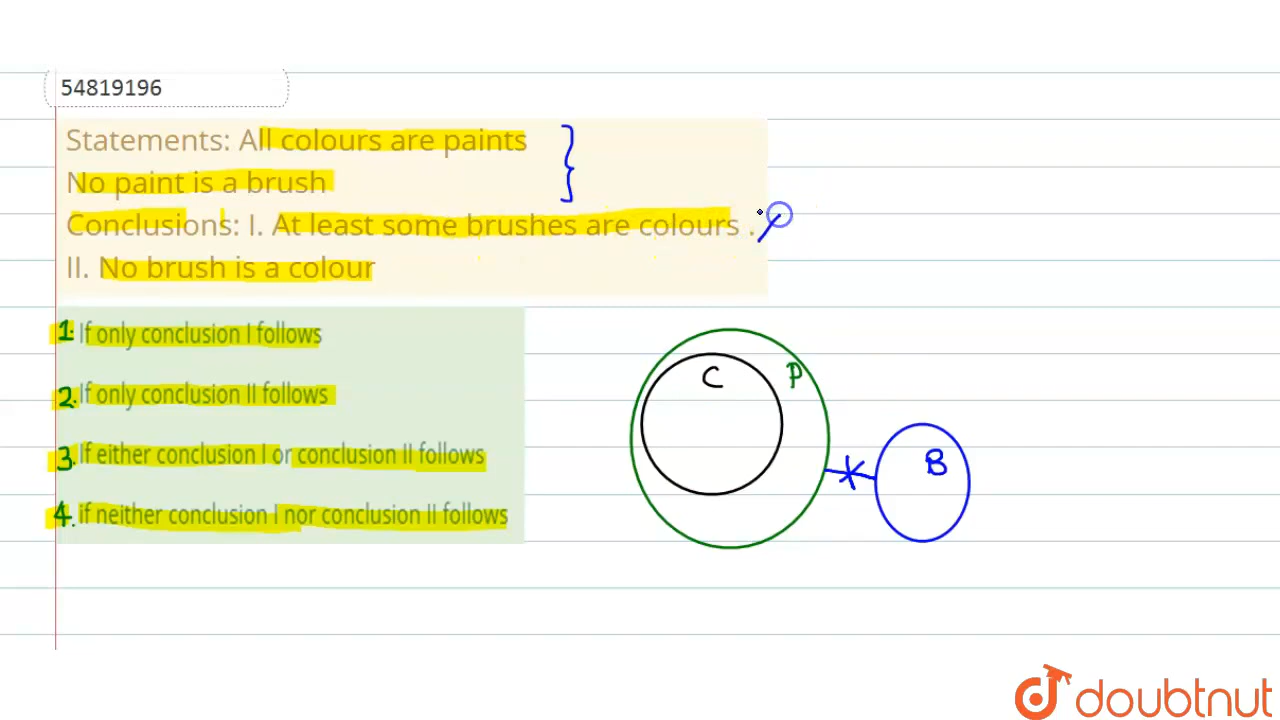 54819196
Statements: All colours are paints
No paint is a brush
Conclusions: I. At least some brushes are colours .
II. No brush is a colour
1. If only conclusion I follows
2. If only conclusion II follows
3. If either conclusion I or conclusion II follows
4. if neither conclusion I nor conclusion II follows
C
P
B
doubtnut